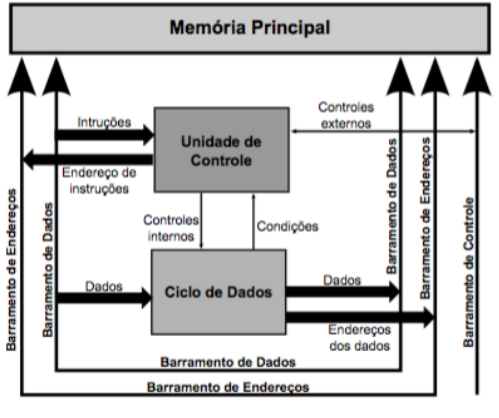 Memória Principal
Controles
externos
Intruções
Unidade de
Controle
Endereço de
instruções
Controles
internos
Condições
Dados
Ciclo de Dados
Dados
Endereços
dos dados
Barramento de Endereços
Barramento de Dados
Barramento de Dados
Barramento de Endereços
Barramento de Controle
Barramento de Dados
Barramento de Endereços